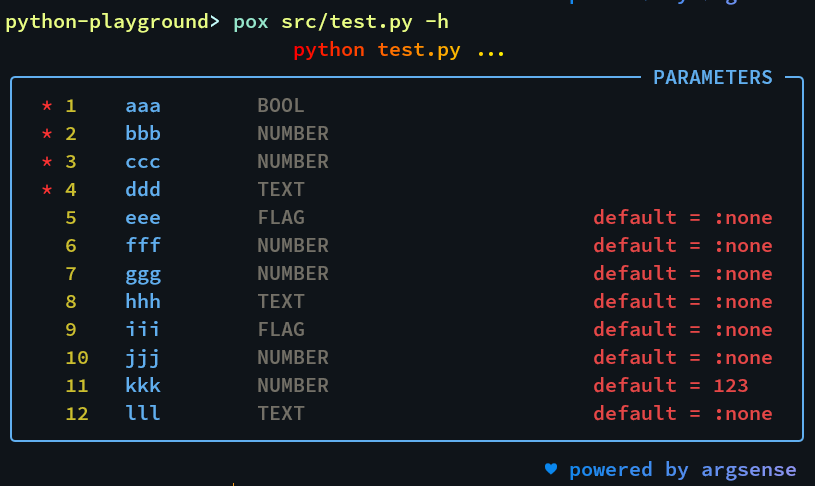 python-playground> pox src/test.py -h
python test.py ...
PARAMETERS
* 1 aaa BOOL
* 2 bbb NUMBER
* 3 ccc NUMBER
* 4 ddd TEXT
5 eee FLAG default = :none
6 fff NUMBER default = :none
7 ggg NUMBER default = :none
8 hhh TEXT default = :none
9 iii FLAG default = :none
10 jjj NUMBER default = :none
11 kkk NUMBER default = 123
12 lll TEXT default = :none
♥ powered by argsense